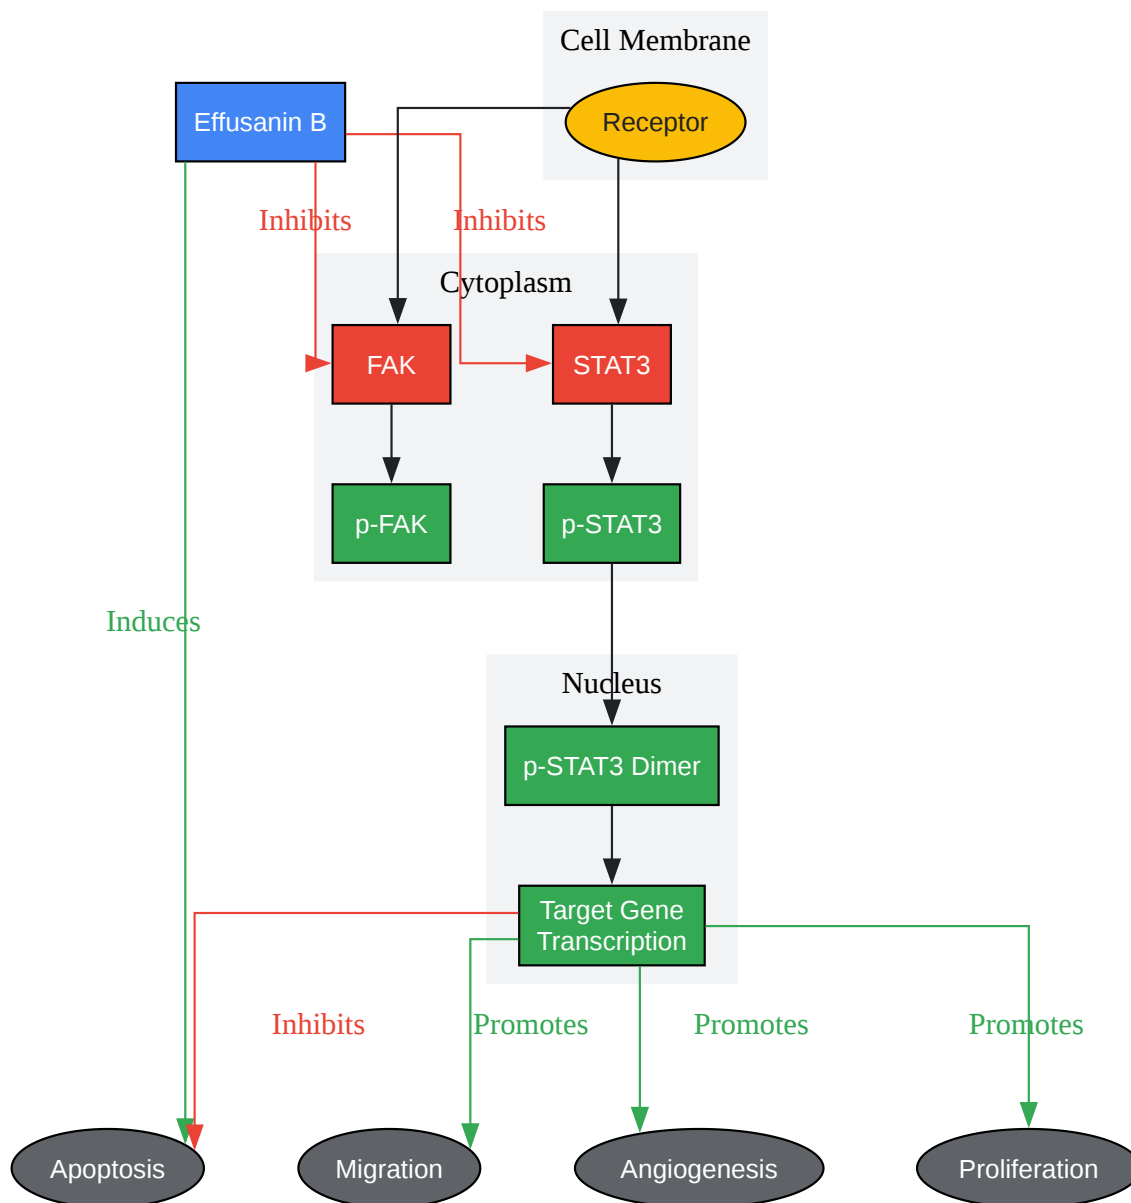 Cell Membrane
Effusanin B
Receptor
Inhibits
Inhibits
Cytoplasm
FAK
STAT3
p-FAK
p-STAT3
Induces
Nucleus
p-STAT3 Dimer
Target Gene
Transcription
Inhibits
Promotes
Promotes
Promotes
Apoptosis
Migration
Angiogenesis
Proliferation